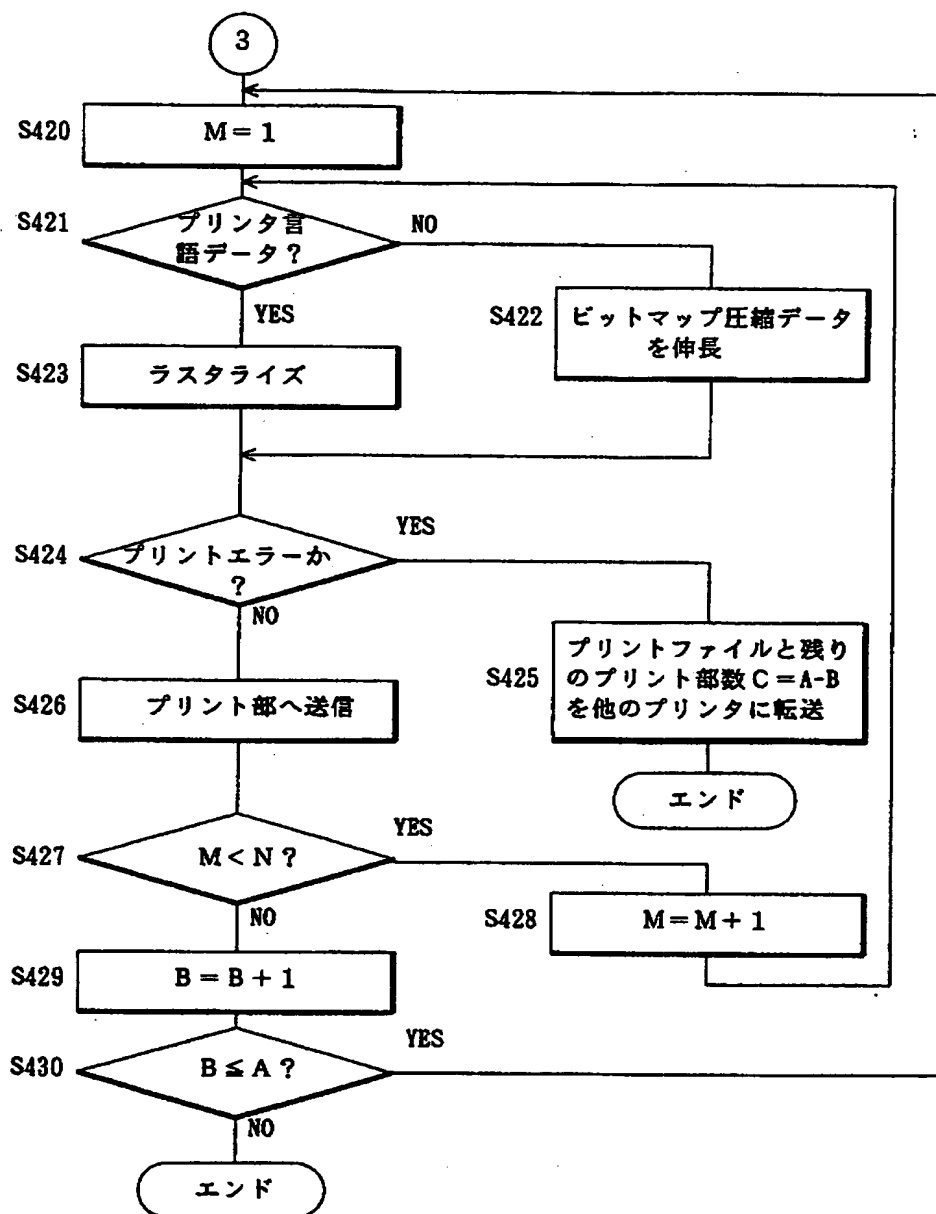 3
S420
M=1
S421
プリンタ言
語データ?
NO
YES
S422
ビットマップ圧縮データ
を伸長
S423
ラスタライズ
S424
プリントエラーか
?
YES
NO
S425
プリントファイルと残り
のプリント部数C=A-B
を他のプリンタに転送
エンド
S426
プリント部へ送信
S427
M<N?
YES
NO
S428
M=M+1
S429
B=B+1
S430
B≦A?
YES
NO
エンド